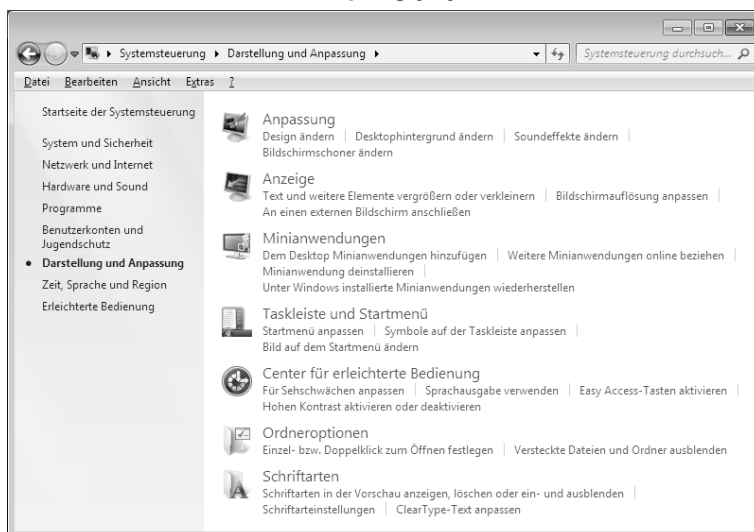 Systemsteuerung ▸ Darstellung und Anpassung ▸
Systemsteuerung durchsuch...
Datei Bearbeiten Ansicht Extras ?
Startseite der Systemsteuerung
System und Sicherheit
Netzwerk und Internet
Hardware und Sound
Programme
Benutzerkonten und
Jugendschutz
• Darstellung und Anpassung
Zeit, Sprache und Region
Erleichterte Bedienung
Anpassung
Design ändern | Desktophintergrund ändern | Soundeffekte ändern |
Bildschirmschoner ändern
Anzeige
Text und weitere Elemente vergrößern oder verkleinern | Bildschirmauflösung anpassen |
An einen externen Bildschirm anschließen
Minianwendungen
Dem Desktop Minianwendungen hinzufügen | Weitere Minianwendungen online beziehen |
Minianwendung deinstallieren |
Unter Windows installierte Minianwendungen wiederherstellen
Taskleiste und Startmenü
Startmenü anpassen | Symbole auf der Taskleiste anpassen |
Bild auf dem Startmenü ändern
Center für erleichterte Bedienung
Für Sehschwächen anpassen | Sprachausgabe verwenden | Easy Access-Tasten aktivieren |
Hohen Kontrast aktivieren oder deaktivieren
Ordneroptionen
Einzel- bzw. Doppelklick zum Öffnen festlegen | Versteckte Dateien und Ordner ausblenden
Schriftarten
Schriftarten in der Vorschau anzeigen, löschen oder ein- und ausblenden |
Schriftarteinstellungen | ClearType-Text anpassen